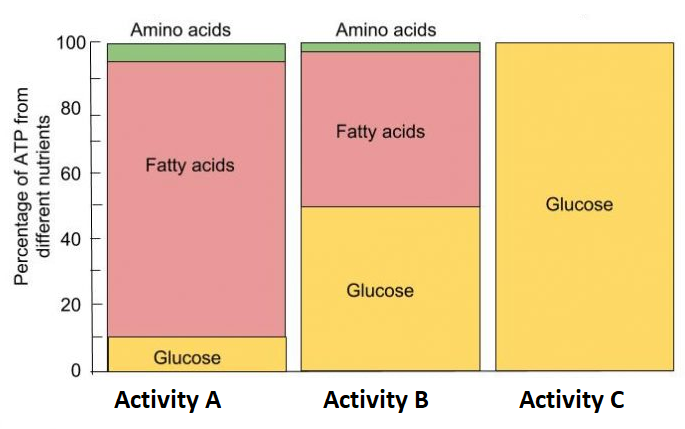 Amino acids
Amino acids
100
80
60
40
20
0
Percentage of ATP from
different nutrients
Fatty acids
Glucose
Fatty acids
Glucose
Glucose
Activity A
Activity B
Activity C